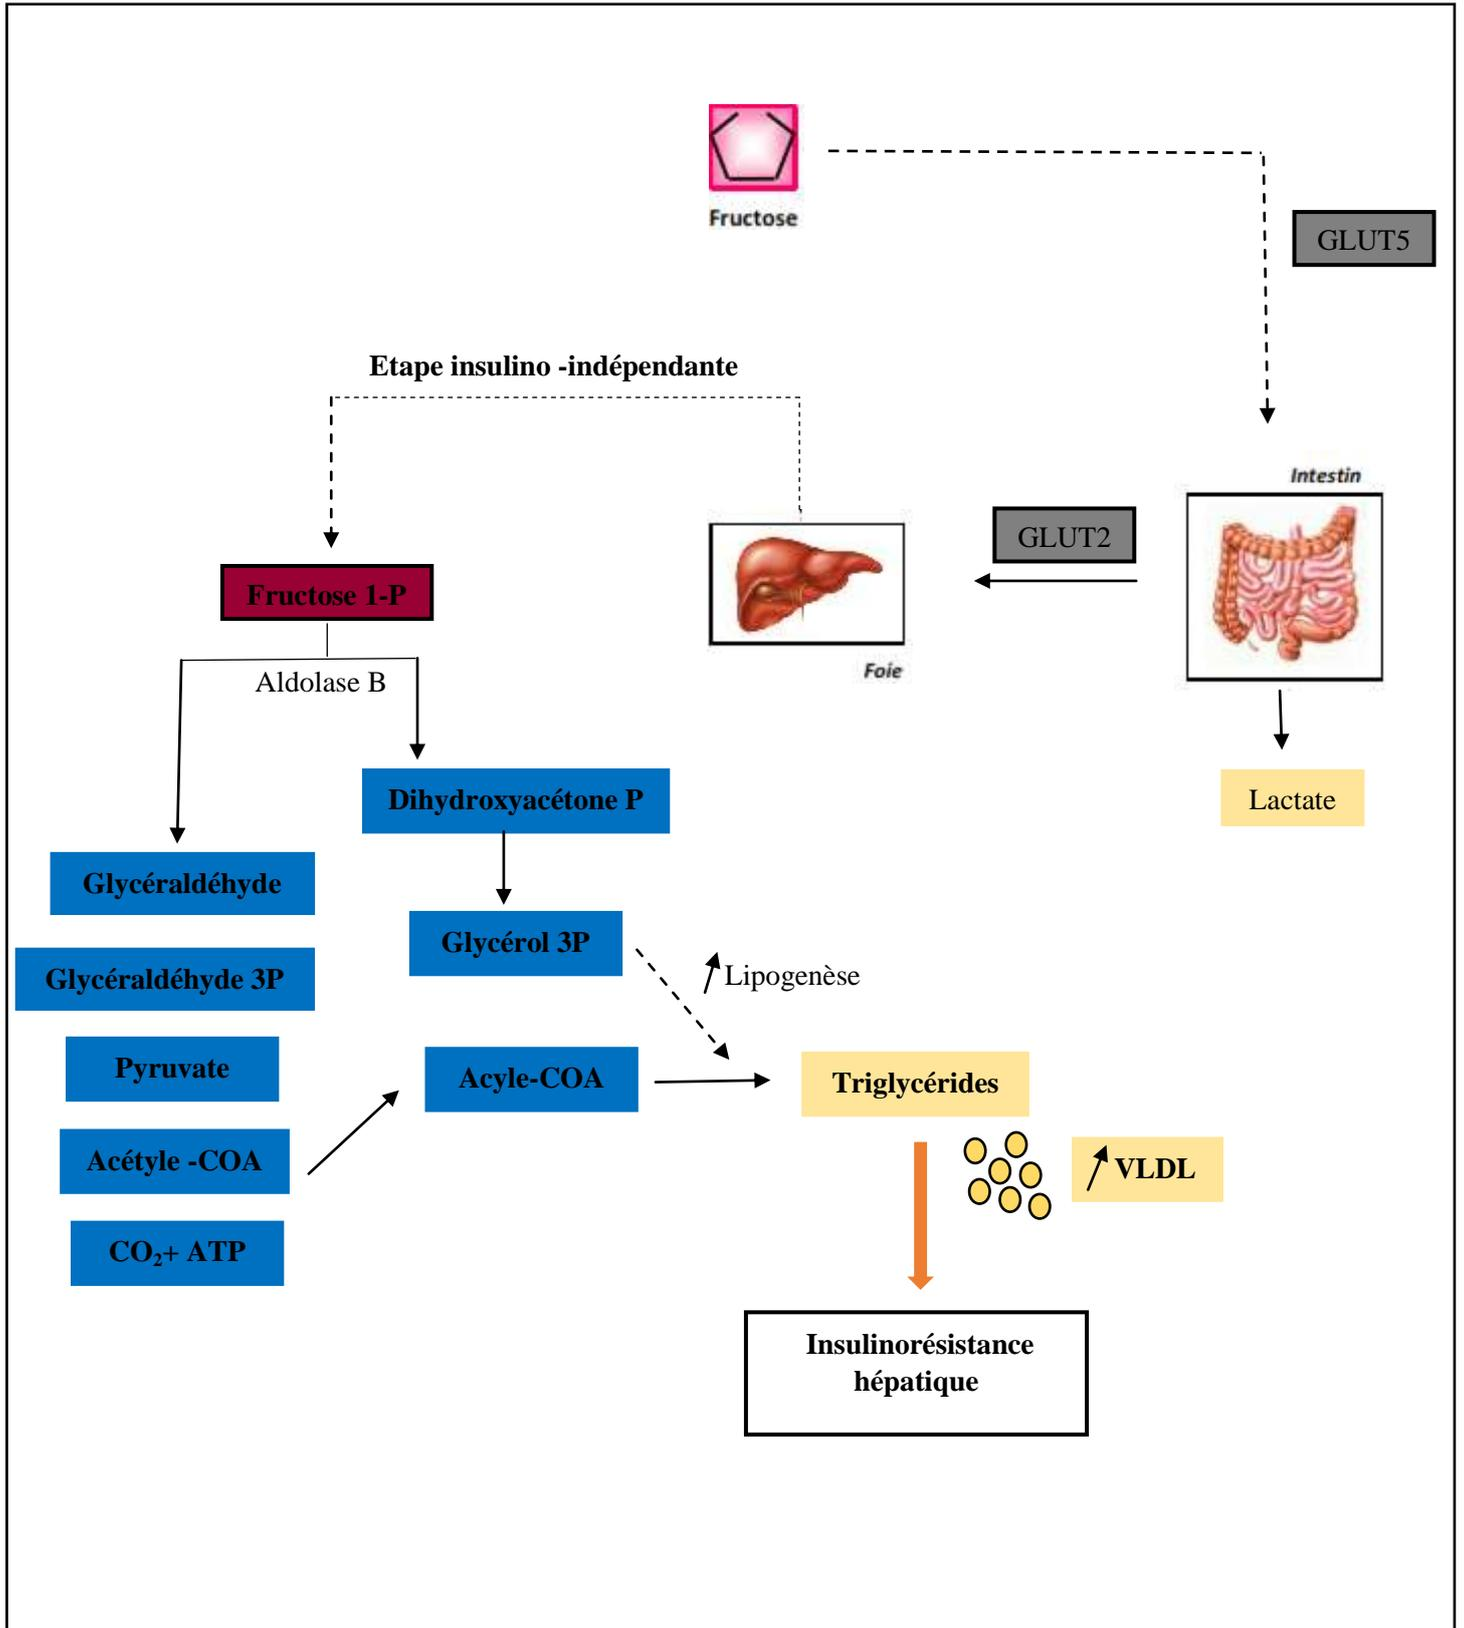 Fructose
GLUT5
Etape insulino -indépendante
Intestin
GLUT2
Fructose 1-P
Foie
Aldolase B
Dihydroxyacétone P
Lactate
Glycéraldéhyde
Glycérol 3P
Glycéraldéhyde 3P
Lipogenèse
Pyruvate
Acyle-COA
Triglycérides
Acétyle -COA
VLDL
CO₂+ ATP
Insulinorésistance
hépatique